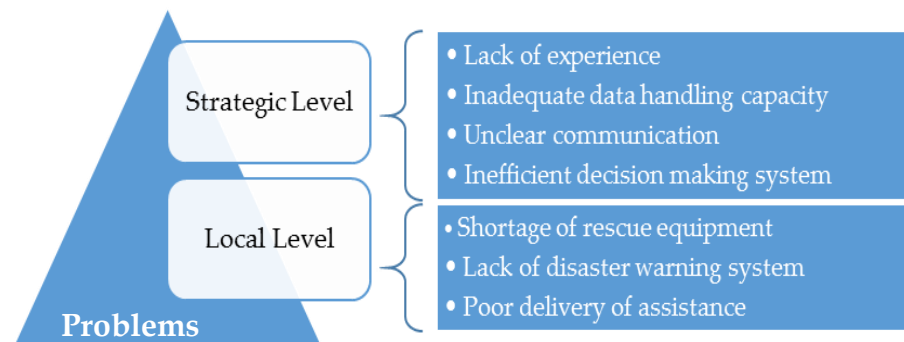 Strategic Level
• Lack of experience
• Inadequate data handling capacity
• Unclear communication
• Inefficient decision making system
Local Level
• Shortage of rescue equipment
• Lack of disaster warning system
• Poor delivery of assistance
Problems